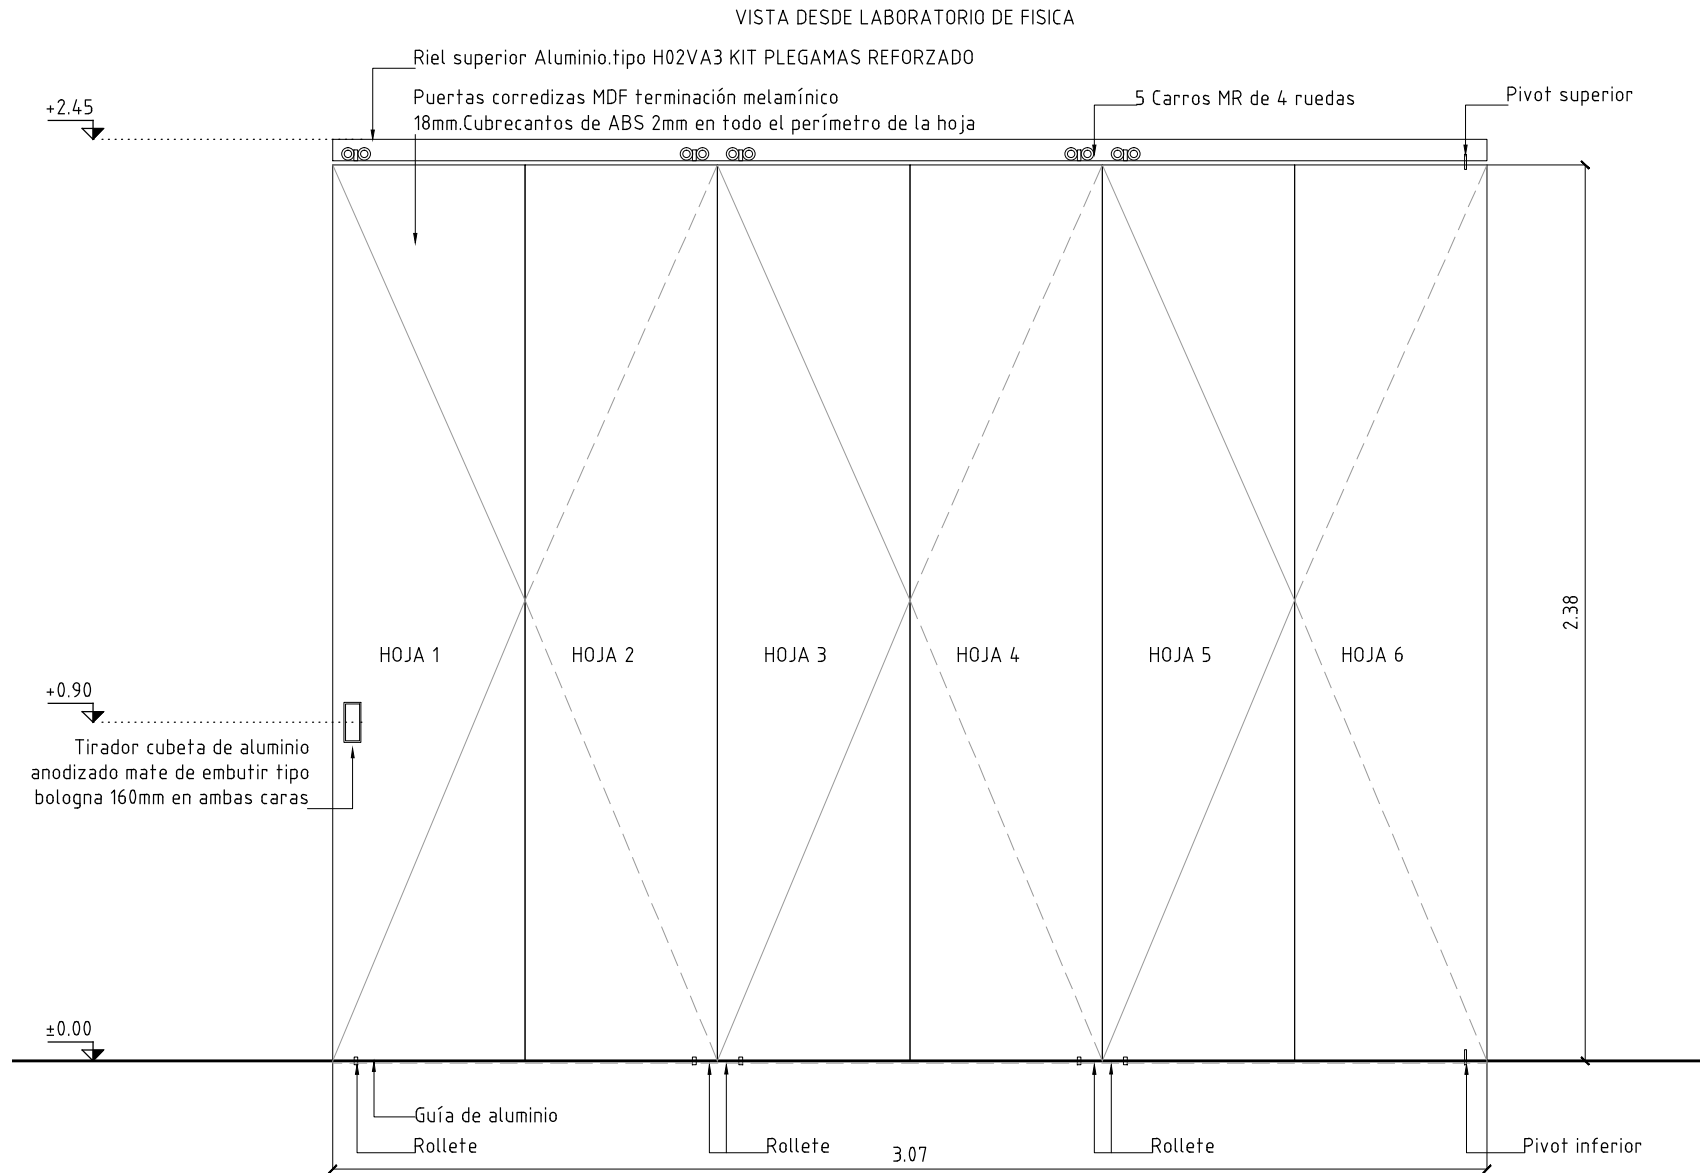 VISTA DESDE LABORATORIO DE FISICA
Riel superior Aluminio.tipo H02VA3 KIT PLEGAMAS REFORZADO
Puertas corredizas MDF terminación melamínico
18mm.Cubrecantos de ABS 2mm en todo el perímetro de la hoja
5 Carros MR de 4 ruedas
Pivot superior
+2.45
2.38
HOJA 1
HOJA 2
HOJA 3
HOJA 4
HOJA 5
HOJA 6
+0.90
Tirador cubeta de aluminio
anodizado mate de embutir tipo
bologna 160mm en ambas caras
±0.00
Guía de aluminio
Rollete
Rollete
Rollete
Pivot inferior
3.07